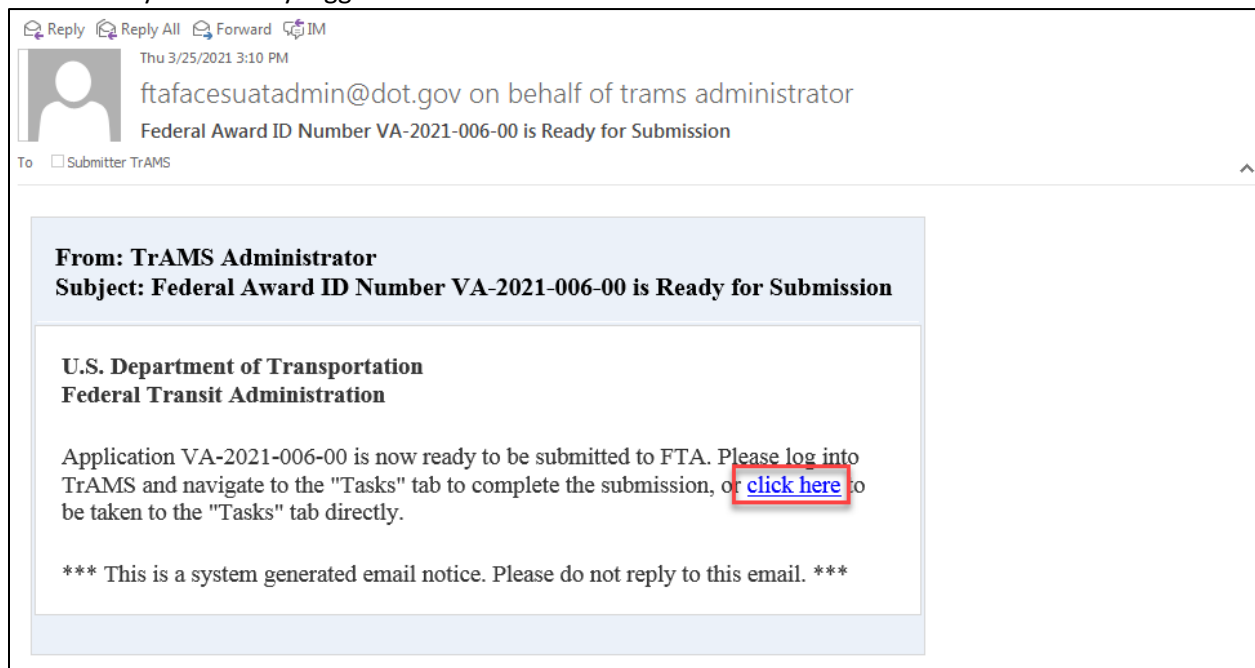 Reply Reply All Forward IM
Thu 3/25/2021 3:10 PM
ftafacesuatadmin@dot.gov on behalf of trams administrator
Federal Award ID Number VA-2021-006-00 is Ready for Submission
To Submitter TrAMS
From: TrAMS Administrator
Subject: Federal Award ID Number VA-2021-006-00 is Ready for Submission
U.S. Department of Transportation
Federal Transit Administration
Application VA-2021-006-00 is now ready to be submitted to FTA. Please log into
TrAMS and navigate to the "Tasks" tab to complete the submission, or click here to
be taken to the "Tasks" tab directly.
*** This is a system generated email notice. Please do not reply to this email. ***